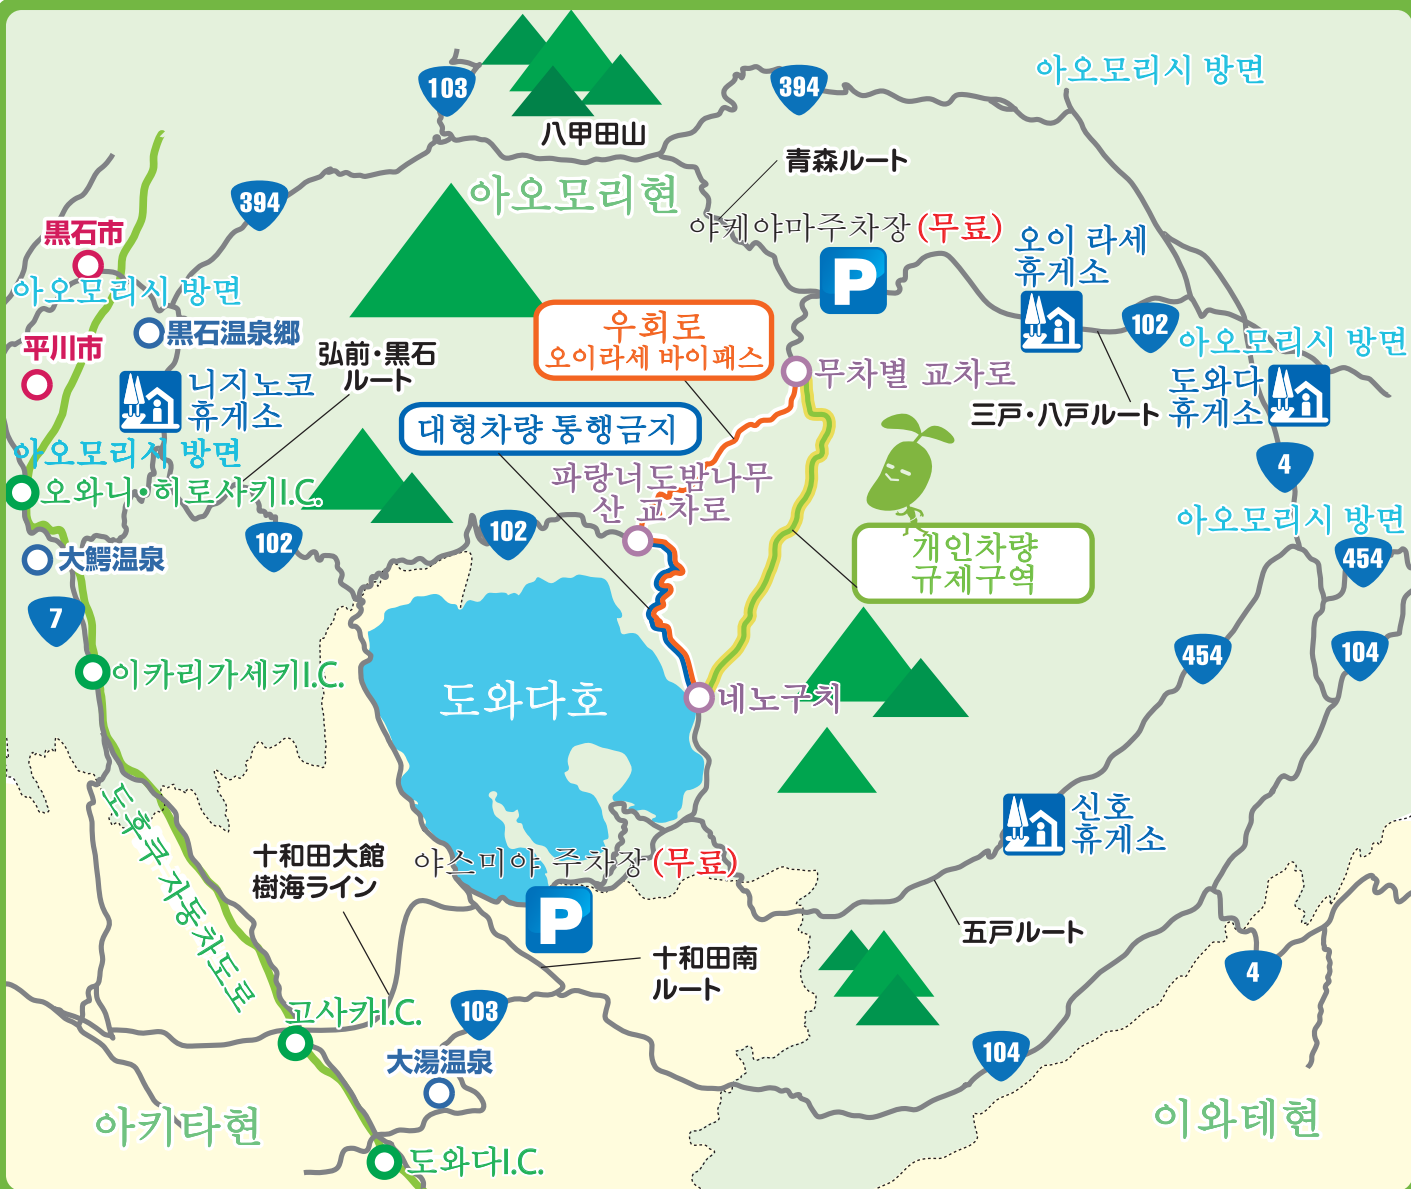 103
394
아오모리시 방면
八甲田山
青森ルート
아오모리현
394
야케야마주차장(무료)
P
오이 라세
휴게소
黒石市
아오모리시 방면
102
아오모리시 방면
黒石温泉郷
平川市
弘前・黒石
ルート
우회로
오이라세 바이패스
무차별 교차로
도와다
휴게소
니지노코
휴게소
三戸・八戸ルート
대형차량 통행금지
아오모리시 방면
4
파랑너도밤나무
산 교차로
오와니・히로사키I.C.
아오모리시 방면
102
102
개인차량
규제구역
大鰐温泉
454
7
454
104
이카리가세키I.C.
도와다호
네노구치
도후쿠 자동차도로
신호
휴게소
十和田大館
樹海ライン
야스미야 주차장(무료)
P
五戸ルート
十和田南
ルート
4
고사카I.C.
103
大湯温泉
104
아키타현
이와테현
도와다I.C.